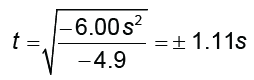 t = √(-6.00s² / -4.9) = ± 1.11s